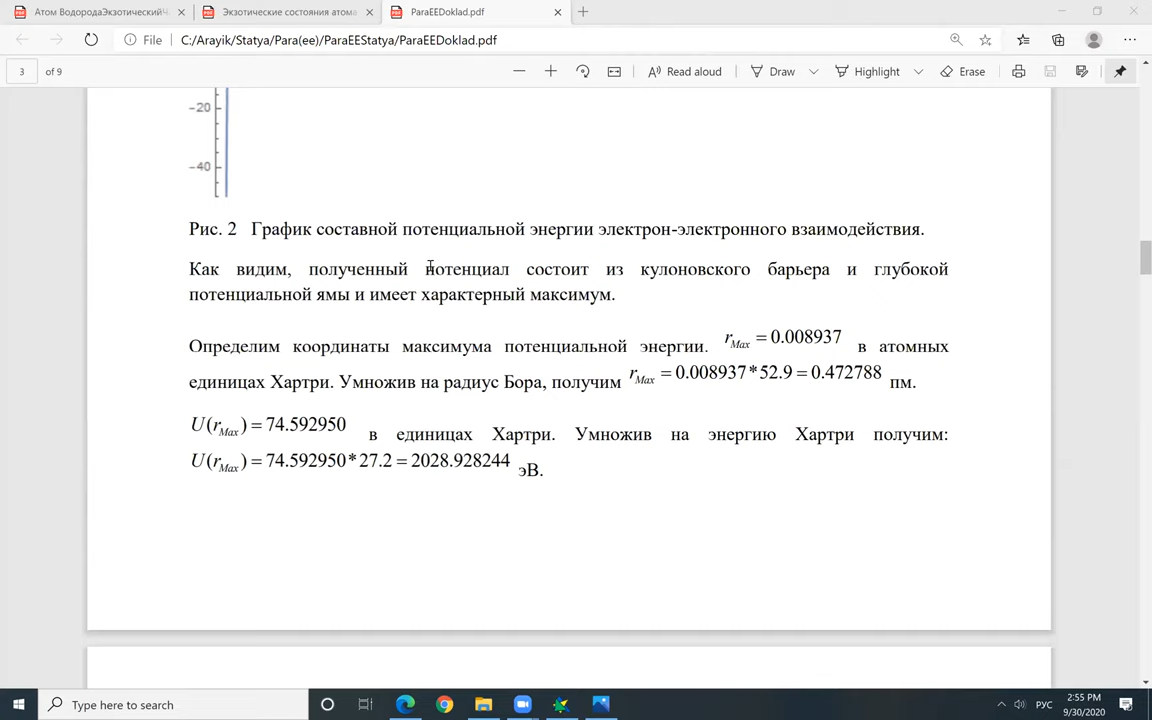 Атом ВодородаЭкзотическийЧ
Экзотические состояния атома
ParaEEDoklad.pdf
File
C:/Arayik/Statya/Para(ee)/ParaEEStatya/ParaEEDoklad.pdf
3 of 9
Read aloud
Draw
Highlight
Erase
−20
−40
Рис. 2 График составной потенциальной энергии электрон-электронного взаимодействия.
Как видим, полученный потенциал состоит из кулоновского барьера и глубокой
потенциальной ямы и имеет характерный максимум.
Определим координаты максимума потенциальной энергии. r_Max = 0.008937 в атомных
единицах Хартри. Умножив на радиус Бора, получим r_Max = 0.008937*52.9 = 0.472788 пм.
U(r_Max) = 74.592950 в единицах Хартри. Умножив на энергию Хартри получим:
U(r_Max) = 74.592950*27.2 = 2028.928244 эВ.
Type here to search
РУС
2:55 PM
9/30/2020